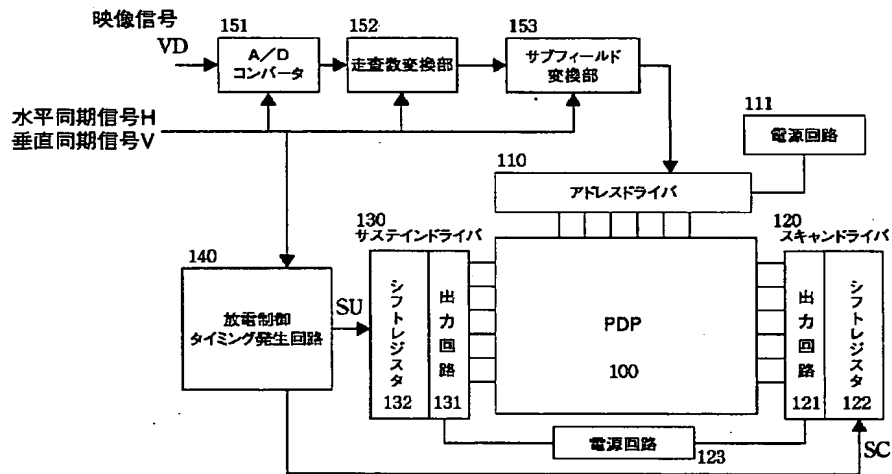 映像信号
VD
151
A/D
コンバータ
152
走査数変換部
153
サブフィールド
変換部
水平同期信号H
垂直同期信号V
111
電源回路
110
アドレスドライバ
130
サステインドライバ
120
スキャンドライバ
140
放電制御
タイミング発生回路
SU
シフトレジスタ
132
出力回路
131
PDP
100
出力回路
121
シフトレジスタ
122
電源回路
123
SC